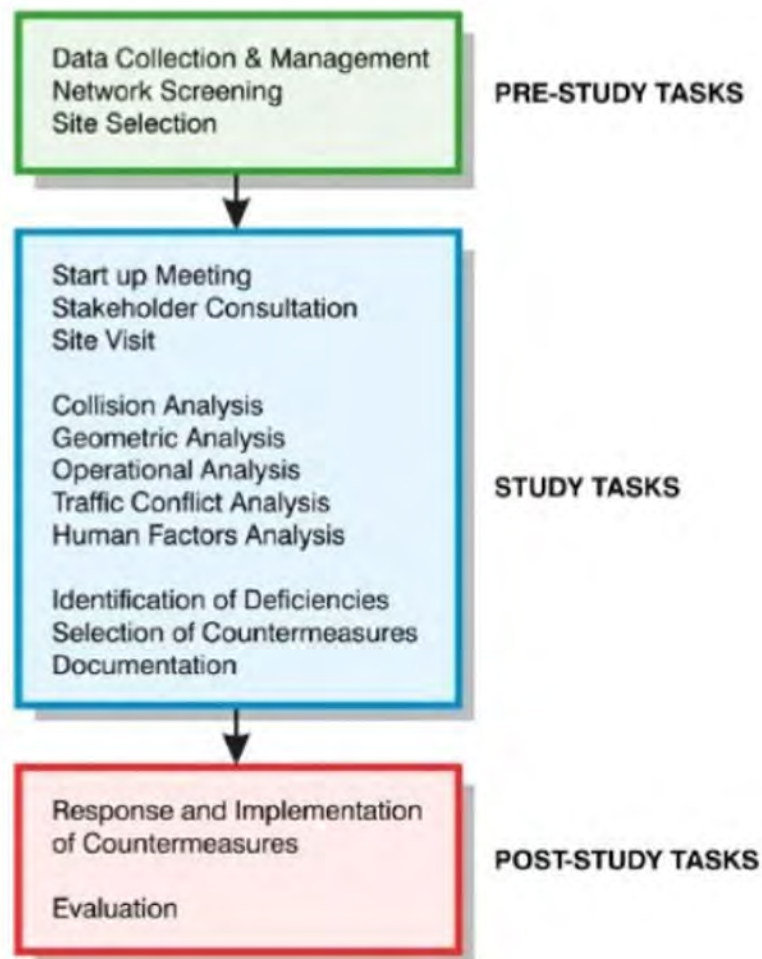 Data Collection & Management
Network Screening
Site Selection
PRE-STUDY TASKS
Start up Meeting
Stakeholder Consultation
Site Visit
Collision Analysis
Geometric Analysis
Operational Analysis
Traffic Conflict Analysis
Human Factors Analysis
Identification of Deficiencies
Selection of Countermeasures
Documentation
STUDY TASKS
Response and Implementation
of Countermeasures
Evaluation
POST-STUDY TASKS